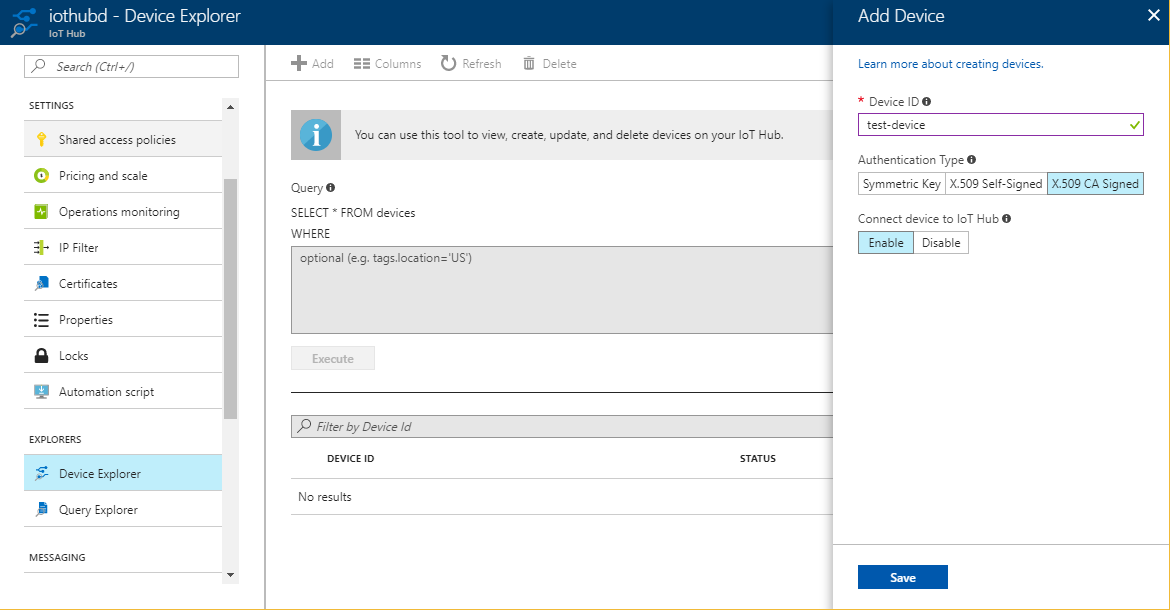 iothubd - Device Explorer
IoT Hub
Search (Ctrl+/)
SETTINGS
Shared access policies
Pricing and scale
Operations monitoring
IP Filter
Certificates
Properties
Locks
Automation script
EXPLORERS
Device Explorer
Query Explorer
MESSAGING
Add Columns Refresh Delete
You can use this tool to view, create, update, and delete devices on your IoT Hub.
Query
SELECT * FROM devices
WHERE
optional (e.g. tags.location='US')
Execute
Filter by Device Id
DEVICE ID STATUS
No results
Add Device
Learn more about creating devices.
* Device ID
test-device
Authentication Type
Symmetric Key X.509 Self-Signed X.509 CA Signed
Connect device to IoT Hub
Enable Disable
Save